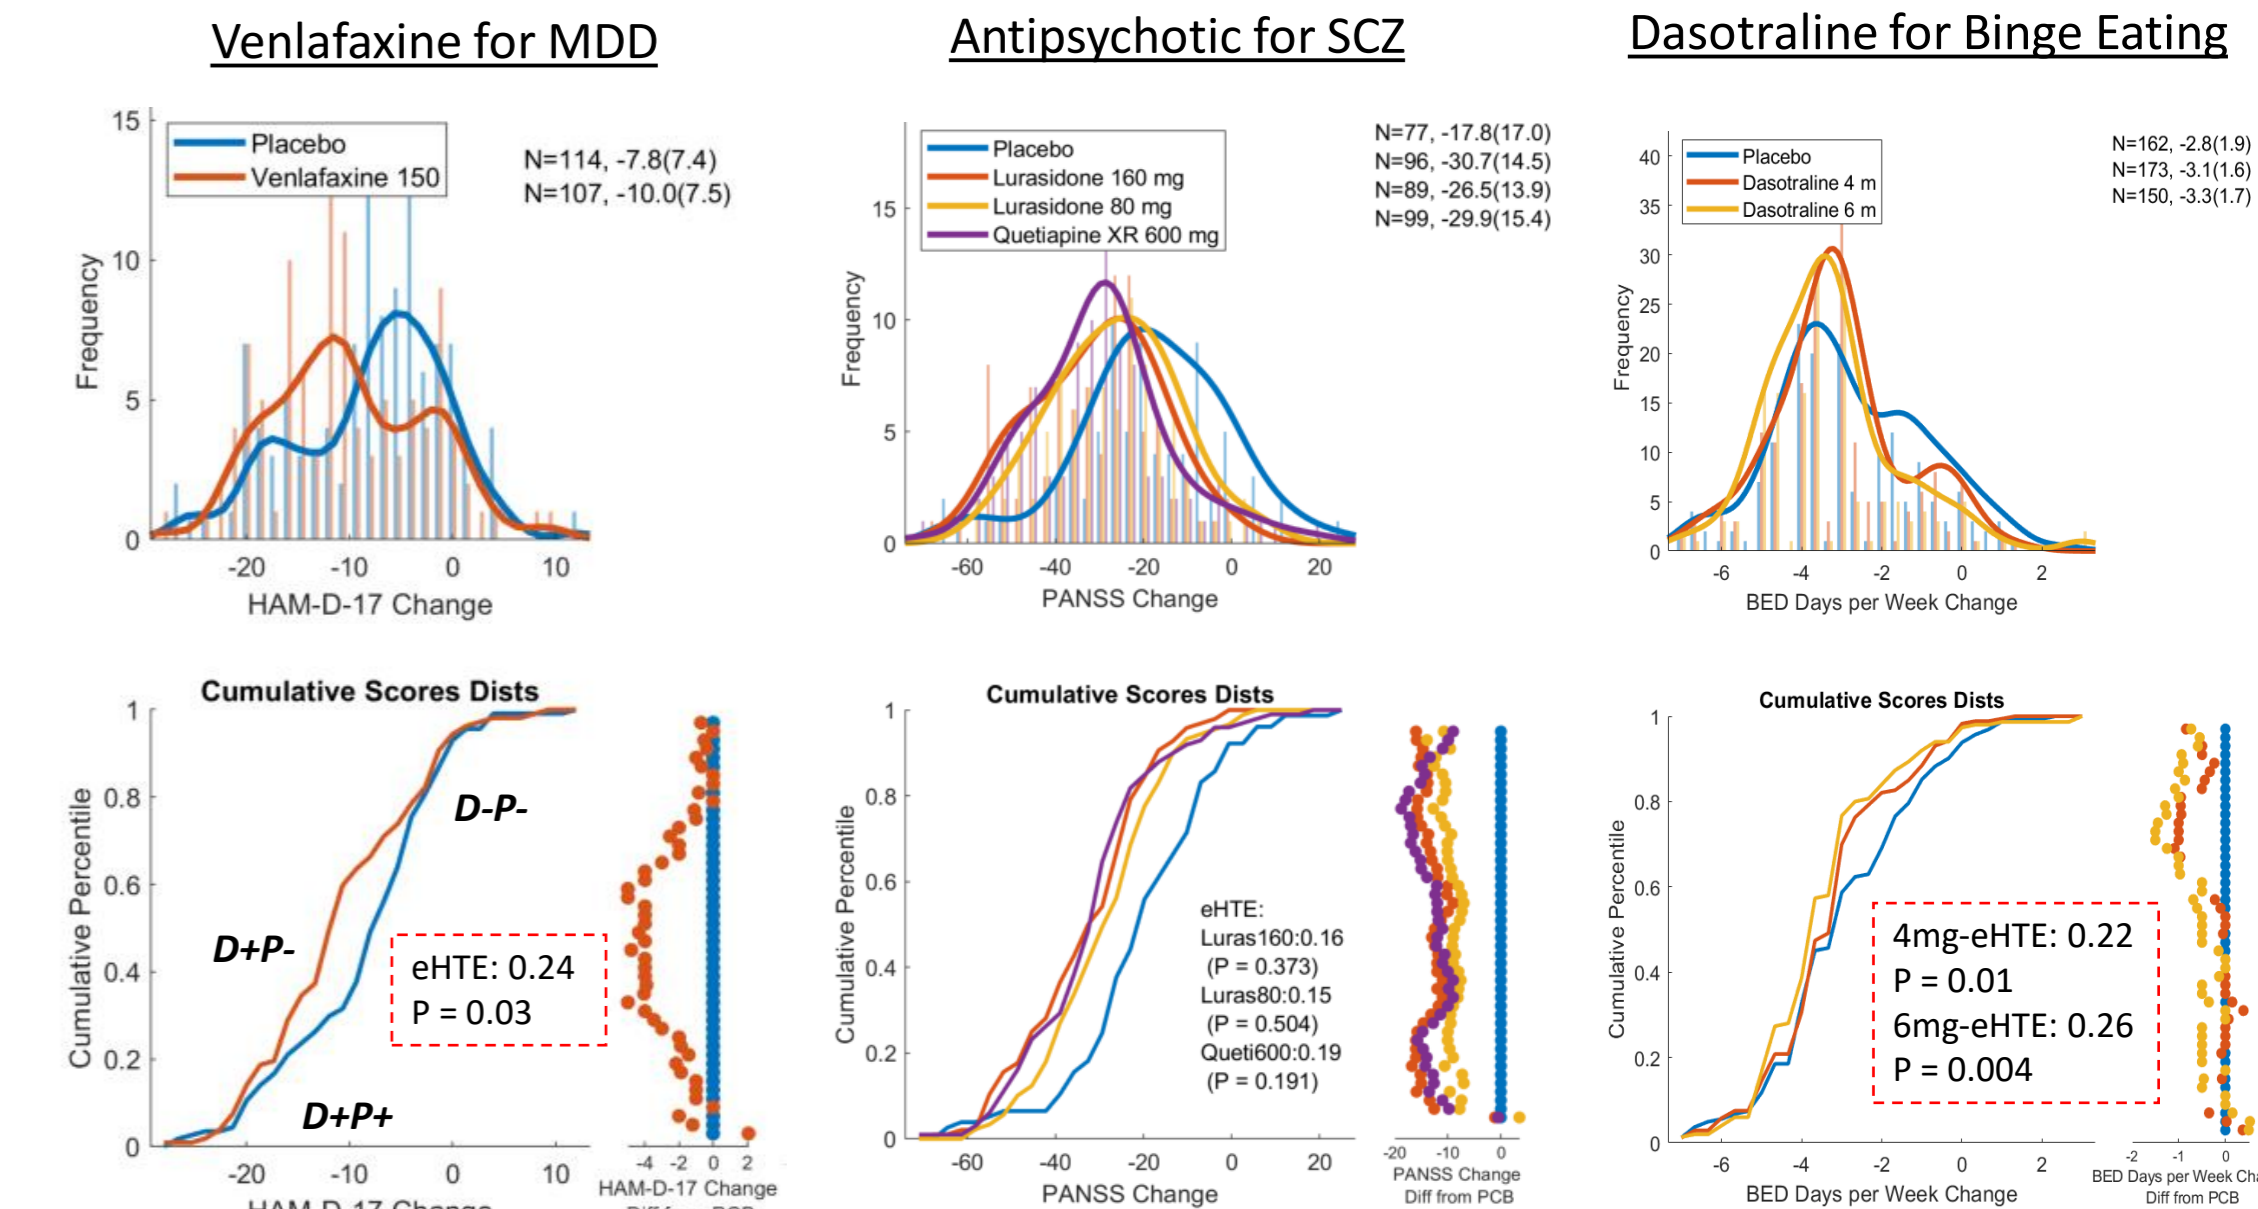 Venlafaxine for MDD
Antipsychotic for SCZ
Dasotraline for Binge Eating
15
10
5
0
Frequency
Placebo
Venlafaxine 150
N=114, -7.8(7.4)
N=107, -10.0(7.5)
-20 -10 0 10
HAM-D-17 Change
15
10
5
0
Frequency
Placebo
Lurasidone 160 mg
Lurasidone 80 mg
Quetiapine XR 600 mg
N=77, -17.8(17.0)
N=96, -30.7(14.5)
N=89, -26.5(13.9)
N=99, -29.9(15.4)
-60 -40 -20 0 20
PANSS Change
40
35
30
25
20
15
10
5
0
Frequency
Placebo
Dasotraline 4 m
Dasotraline 6 m
N=162, -2.8(1.9)
N=173, -3.1(1.6)
N=150, -3.3(1.7)
-6 -4 -2 0 2
BED Days per Week Change
Cumulative Scores Dists
1
0.8
0.6
0.4
0.2
0
Cumulative Percentile
D-P-
D+P-
D+P+
eHTE: 0.24
P = 0.03
-20 -10 0
HAM-D-17 Change
-4 -2 0 2
HAM-D-17 Change
Diff from PCB
Cumulative Scores Dists
1
0.8
0.6
0.4
0.2
0
Cumulative Percentile
eHTE:
Luras160:0.16
(P = 0.373)
Luras80:0.15
(P = 0.504)
Queti600:0.19
(P = 0.191)
-60 -40 -20 0 20
PANSS Change
-20 -10 0
PANSS Change
Diff from PCB
Cumulative Scores Dists
1
0.8
0.6
0.4
0.2
0
Cumulative Percentile
4mg-eHTE: 0.22
P = 0.01
6mg-eHTE: 0.26
P = 0.004
-6 -4 -2 0 2
BED Days per Week Change
-2 -1 0
BED Days per Week Cha
Diff from PCB